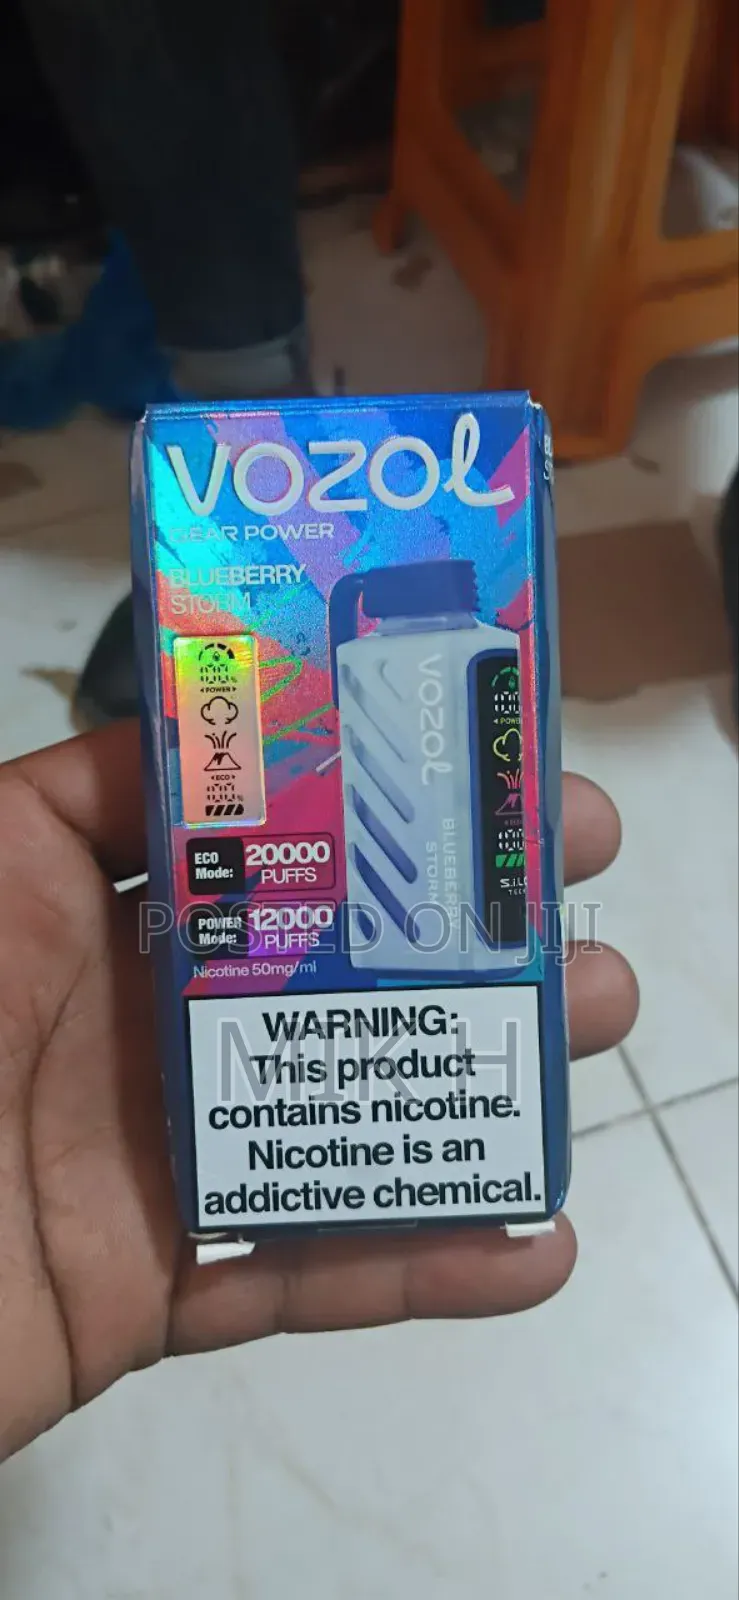 VOZOL
GEAR POWER
BLUEBERRY
STORM
◂POWER▸
◂ECO▸
VOZOL
BLUEBERRY
STORM
ECO
Mode:
20000
PUFFS
POWER
Mode:
12000
PUFFS
Nicotine 50mg/ml
POSTED ON JIJI
MIK H
WARNING:
This product
contains nicotine.
Nicotine is an
addictive chemical.